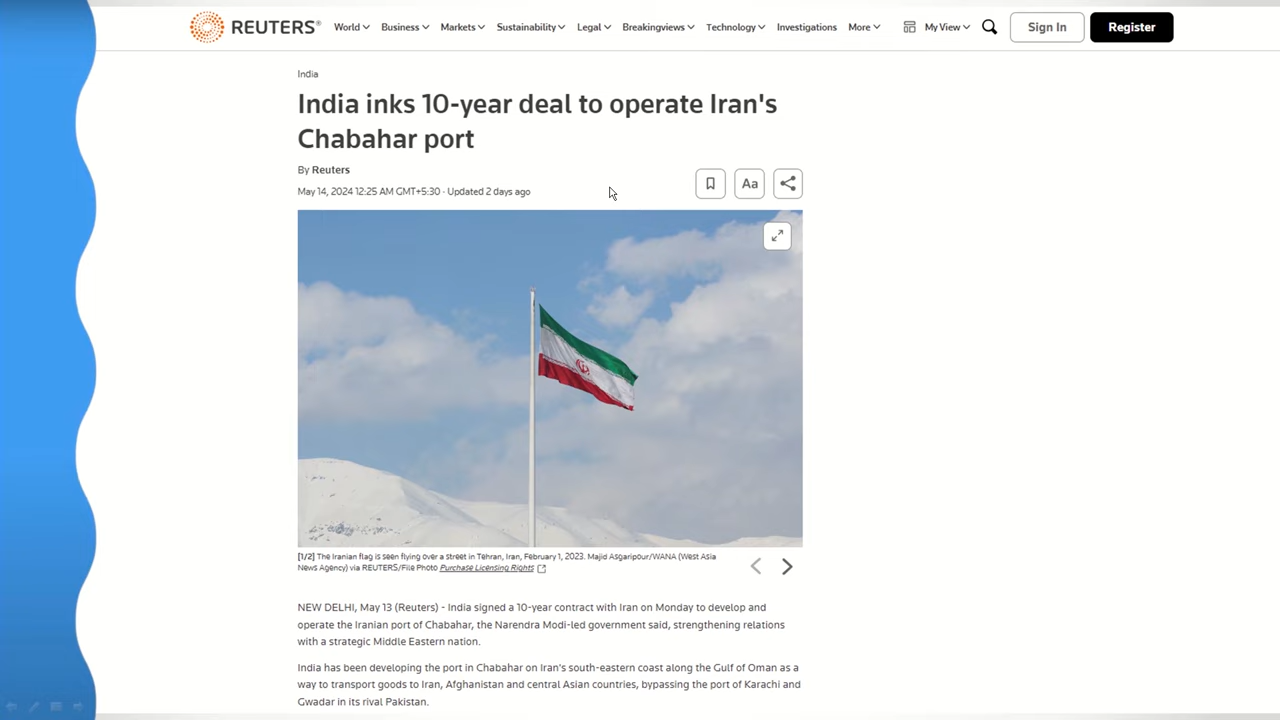 REUTERS®
World
Business
Markets
Sustainability
Legal
Breakingviews
Technology
Investigations
More
My View
Sign In
Register
India
India inks 10-year deal to operate Iran's
Chabahar port
By Reuters
May 14, 2024 12:25 AM GMT+5:30 · Updated 2 days ago
Aa
[1/2] The Iranian flag is seen flying over a street in Tehran, Iran, February 1, 2023. Majid Asgaripour/WANA (West Asia
News Agency) via REUTERS/File Photo Purchase Licensing Rights
NEW DELHI, May 13 (Reuters) - India signed a 10-year contract with Iran on Monday to develop and
operate the Iranian port of Chabahar, the Narendra Modi-led government said, strengthening relations
with a strategic Middle Eastern nation.
India has been developing the port in Chabahar on Iran's south-eastern coast along the Gulf of Oman as a
way to transport goods to Iran, Afghanistan and central Asian countries, bypassing the port of Karachi and
Gwadar in its rival Pakistan.